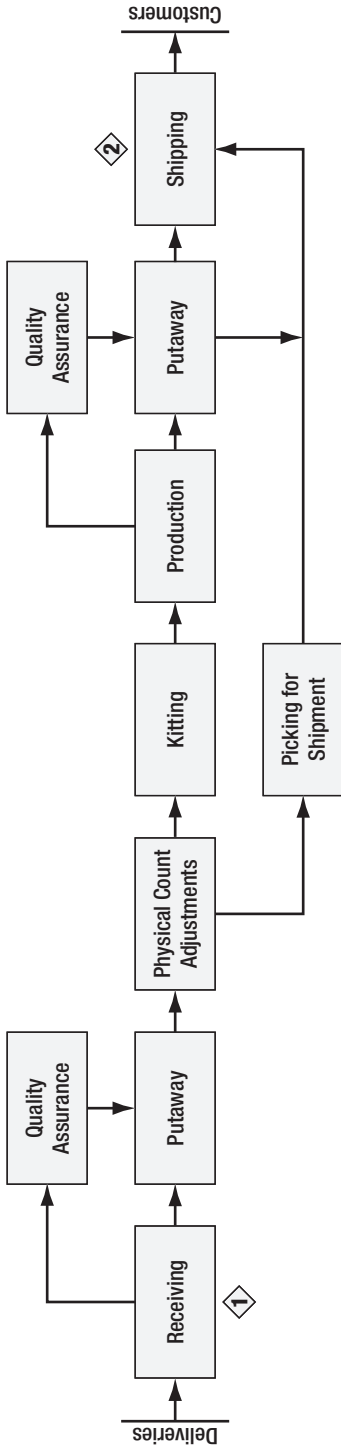 Deliveries
Receiving
1
Quality
Assurance
Putaway
Physical Count
Adjustments
Kitting
Picking for
Shipment
Production
Quality
Assurance
Putaway
Shipping
2
Customers